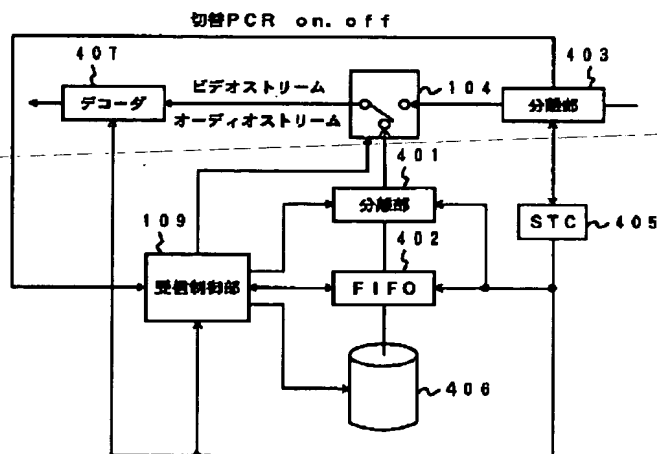 切替PCR on.off
407
403
デコーダ
ビデオストリーム
オーディオストリーム
104
分離部
401
分離部
STC
405
109
402
受信制御部
FIFO
406